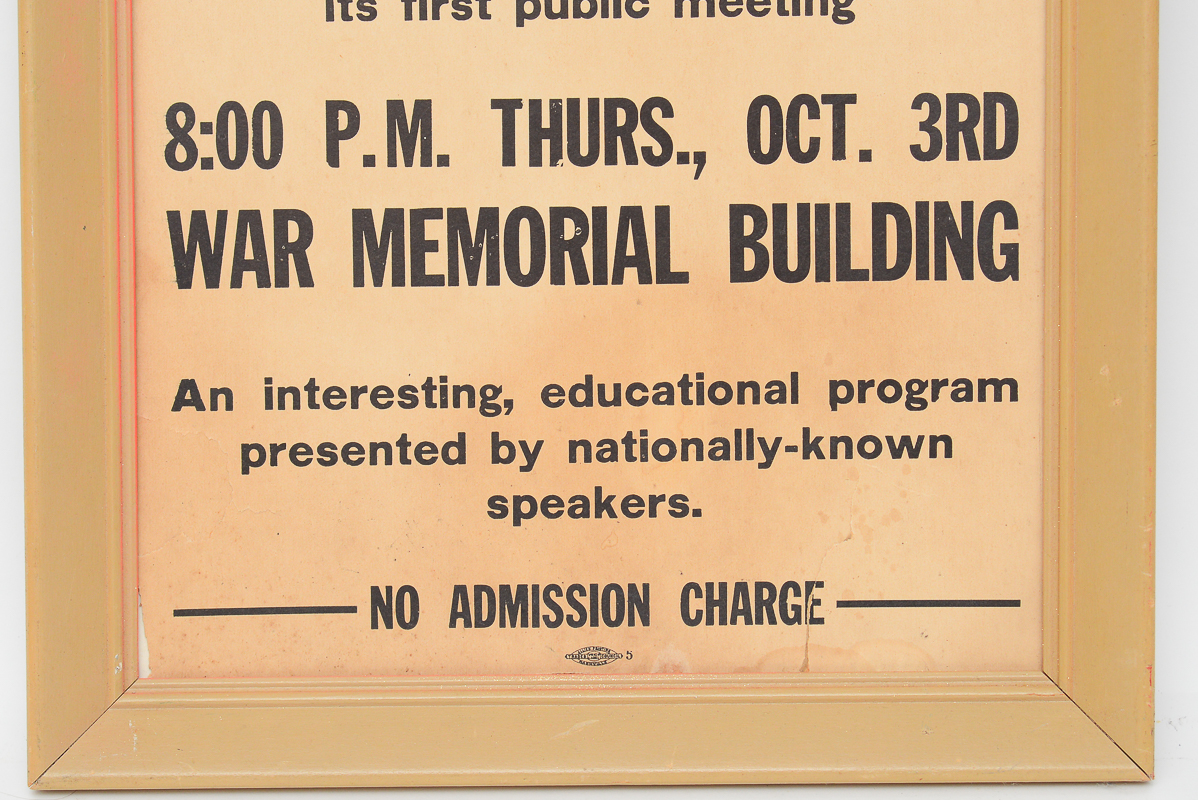 its first public meeting
8:00 P.M. THURS., OCT. 3RD
WAR MEMORIAL BUILDING
An interesting, educational program
presented by nationally-known
speakers.
NO ADMISSION CHARGE
5